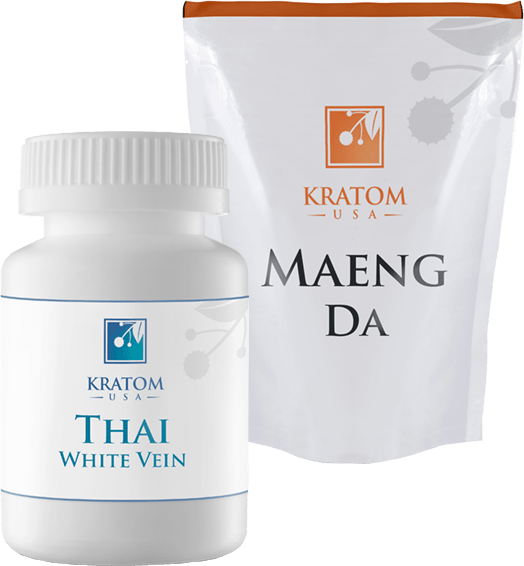 KRATOM
USA
MAENG
DA
KRATOM
USA
THAI
WHITE VEIN